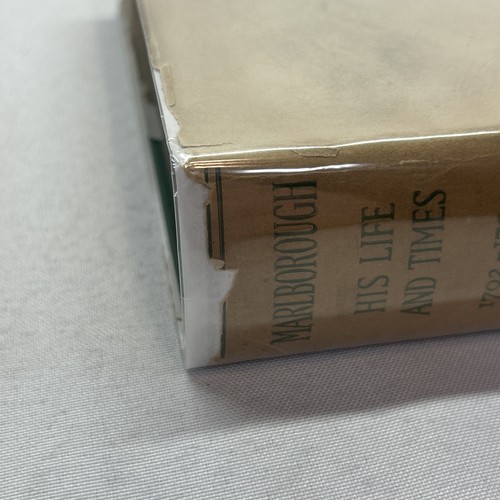 MARLBOROUGH
HIS LIFE
AND TIMES